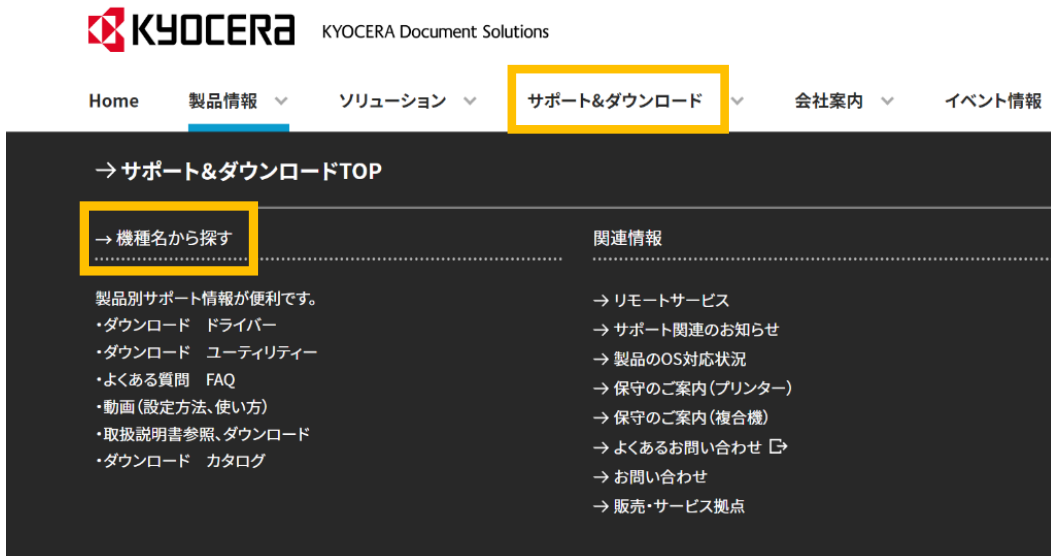 KYOCERA KYOCERA Document Solutions
Home 製品情報 ソリューション サポート&ダウンロード 会社案内 イベント情報
→サポート&ダウンロードTOP
→機種名から探す
製品別サポート情報が便利です。
・ダウンロード　ドライバー
・ダウンロード　ユーティリティー
・よくある質問　FAQ
・動画(設定方法、使い方)
・取扱説明書参照、ダウンロード
・ダウンロード　カタログ
関連情報
→リモートサービス
→サポート関連のお知らせ
→製品のOS対応状況
→保守のご案内(プリンター)
→保守のご案内(複合機)
→よくあるお問い合わせ
→お問い合わせ
→販売・サービス拠点